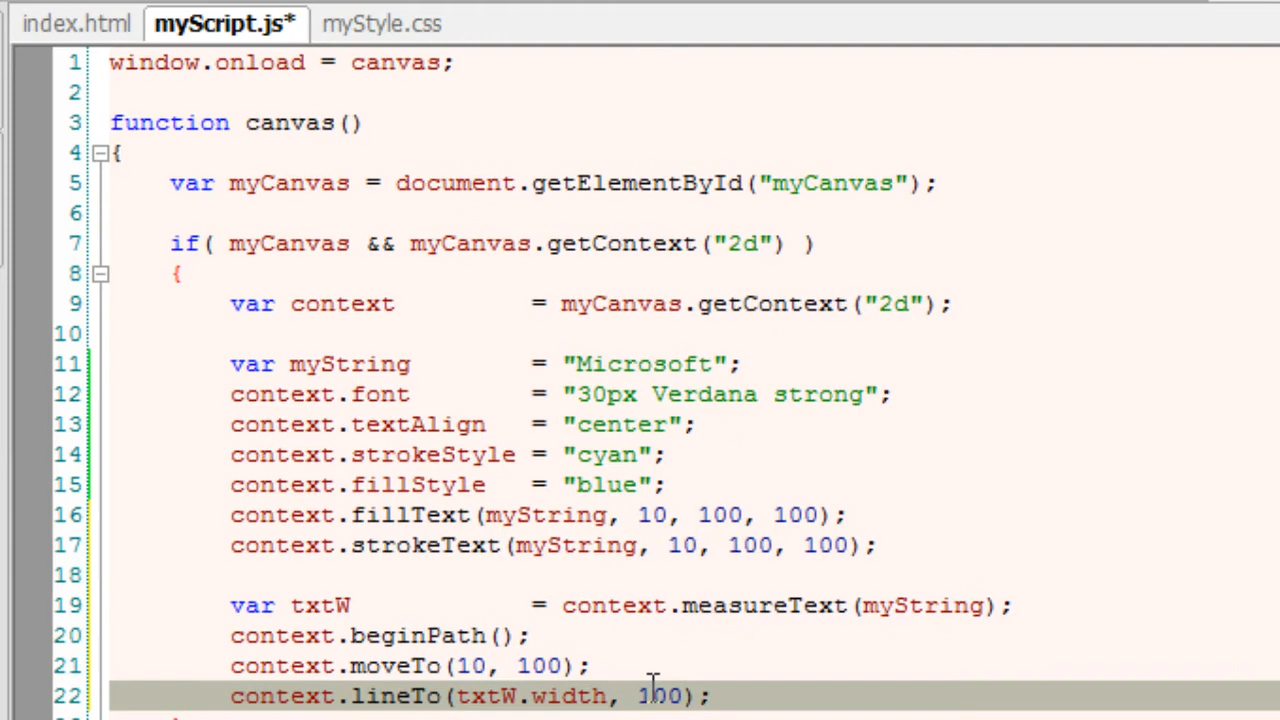 index.html myScript.js* myStyle.css
1 window.onload = canvas;
2
3 function canvas()
4 {
5 var myCanvas = document.getElementById("myCanvas");
6
7 if( myCanvas && myCanvas.getContext("2d") )
8 {
9 var context = myCanvas.getContext("2d");
10
11 var myString = "Microsoft";
12 context.font = "30px Verdana strong";
13 context.textAlign = "center";
14 context.strokeStyle = "cyan";
15 context.fillStyle = "blue";
16 context.fillText(myString, 10, 100, 100);
17 context.strokeText(myString, 10, 100, 100);
18
19 var txtW = context.measureText(myString);
20 context.beginPath();
21 context.moveTo(10, 100);
22 context.lineTo(txtW.width, 100);